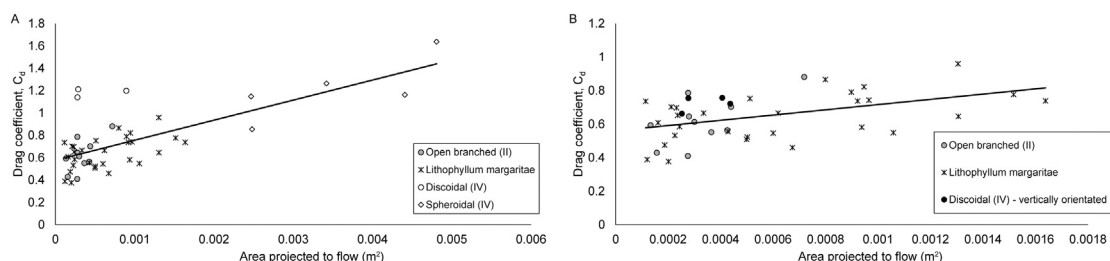 A
Drag coefficient, Cd
1.8
1.6
1.4
1.2
1
0.8
0.6
0.4
0.2
0
0
0.001
0.002
0.003
0.004
0.005
0.006
Area projected to flow (m²)
Open branched (II)
Lithophyllum margaritae
Discoidal (IV)
Spheroidal (IV)
B
Drag coefficient, Cd
1.2
1
0.8
0.6
0.4
0.2
0
0
0.0002
0.0004
0.0006
0.0008
0.001
0.0012
0.0014
0.0016
0.0018
Area projected to flow (m²)
Open branched (II)
Lithophyllum margaritae
Discoidal (IV) - vertically orientated